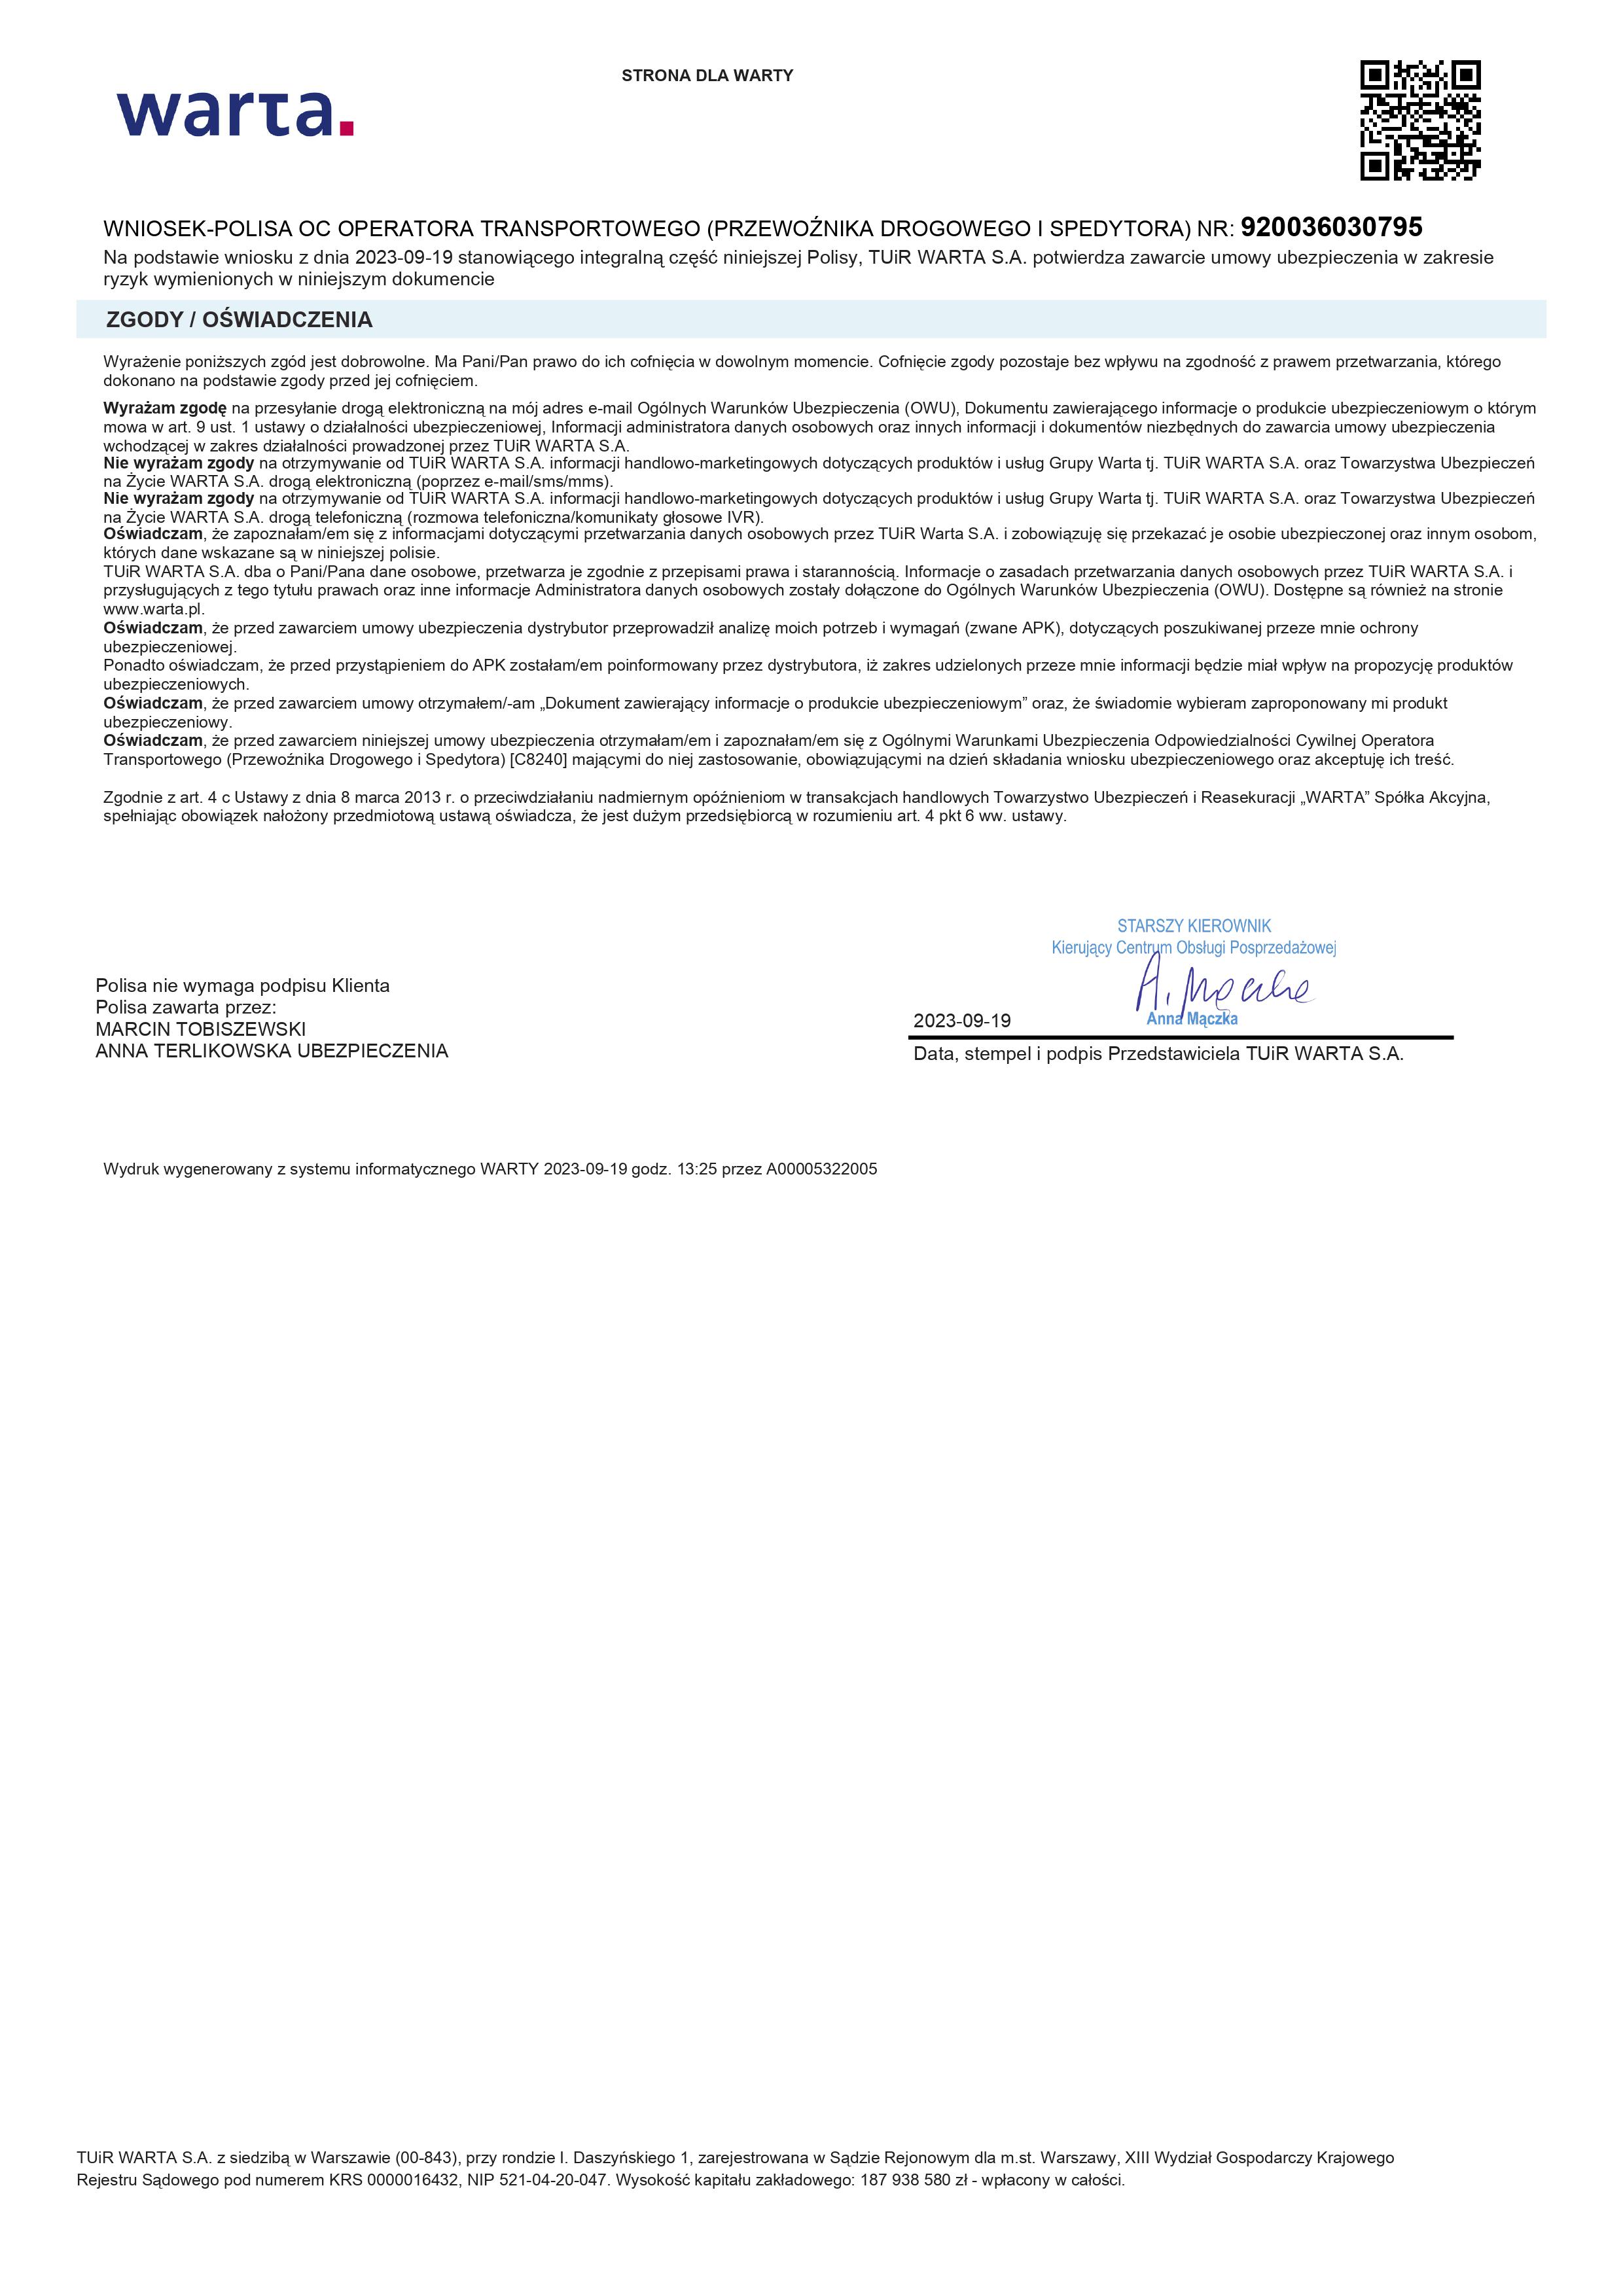 STRONA DLA WARTY
warta.
WNIOSEK-POLISA OC OPERATORA TRANSPORTOWEGO (PRZEWOŹNIKA DROGOWEGO I SPEDYTORA) NR: 920036030795
Na podstawie wniosku z dnia 2023-09-19 stanowiącego integralną część niniejszej Polisy, TUiR WARTA S.A. potwierdza zawarcie umowy ubezpieczenia w zakresie
ryzyk wymienionych w niniejszym dokumencie
ZGODY / OŚWIADCZENIA
Wyrażenie poniższych zgód jest dobrowolne. Ma Pani/Pan prawo do ich cofnięcia w dowolnym momencie. Cofnięcie zgody pozostaje bez wpływu na zgodność z prawem przetwarzania, którego
dokonano na podstawie zgody przed jej cofnięciem.
Wyrażam zgodę na przesyłanie drogą elektroniczną na mój adres e-mail Ogólnych Warunków Ubezpieczenia (OWU), Dokumentu zawierającego informacje o produkcie ubezpieczeniowym o którym
mowa w art. 9 ust. 1 ustawy o działalności ubezpieczeniowej, Informacji administratora danych osobowych oraz innych informacji i dokumentów niezbędnych do zawarcia umowy ubezpieczenia
wchodzącej w zakres działalności prowadzonej przez TUiR WARTA S.A.
Nie wyrażam zgody na otrzymywanie od TUiR WARTA S.A. informacji handlowo-marketingowych dotyczących produktów i usług Grupy Warta tj. TUiR WARTA S.A. oraz Towarzystwa Ubezpieczeń
na Życie WARTA S.A. drogą elektroniczną (poprzez e-mail/sms/mms).
Nie wyrażam zgody na otrzymywanie od TUiR WARTA S.A. informacji handlowo-marketingowych dotyczących produktów i usług Grupy Warta tj. TUiR WARTA S.A. oraz Towarzystwa Ubezpieczeń
na Życie WARTA S.A. drogą telefoniczną (rozmowa telefoniczna/komunikaty głosowe IVR).
Oświadczam, że zapoznałam/em się z informacjami dotyczącymi przetwarzania danych osobowych przez TUiR Warta S.A. i zobowiązuję się przekazać je osobie ubezpieczonej oraz innym osobom,
których dane wskazane są w niniejszej polisie.
TUiR WARTA S.A. dba o Pani/Pana dane osobowe, przetwarza je zgodnie z przepisami prawa i starannością. Informacje o zasadach przetwarzania danych osobowych przez TUiR WARTA S.A. i
przysługujących z tego tytułu prawach oraz inne informacje Administratora danych osobowych zostały dołączone do Ogólnych Warunków Ubezpieczenia (OWU). Dostępne są również na stronie
www.warta.pl.
Oświadczam, że przed zawarciem umowy ubezpieczenia dystrybutor przeprowadził analizę moich potrzeb i wymagań (zwane APK), dotyczących poszukiwanej przeze mnie ochrony
ubezpieczeniowej.
Ponadto oświadczam, że przed przystąpieniem do APK zostałam/em poinformowany przez dystrybutora, iż zakres udzielonych przeze mnie informacji będzie miał wpływ na propozycję produktów
ubezpieczeniowych.
Oświadczam, że przed zawarciem umowy otrzymałem/-am „Dokument zawierający informacje o produkcie ubezpieczeniowym” oraz, że świadomie wybieram zaproponowany mi produkt
ubezpieczeniowy.
Oświadczam, że przed zawarciem niniejszej umowy ubezpieczenia otrzymałam/em i zapoznałam/em się z Ogólnymi Warunkami Ubezpieczenia Odpowiedzialności Cywilnej Operatora
Transportowego (Przewoźnika Drogowego i Spedytora) [C8240] mającymi do niej zastosowanie, obowiązującymi na dzień składania wniosku ubezpieczeniowego oraz akceptuję ich treść.
Zgodnie z art. 4 c Ustawy z dnia 8 marca 2013 r. o przeciwdziałaniu nadmiernym opóźnieniom w transakcjach handlowych Towarzystwo Ubezpieczeń i Reasekuracji „WARTA” Spółka Akcyjna,
spełniając obowiązek nałożony przedmiotową ustawą oświadcza, że jest dużym przedsiębiorcą w rozumieniu art. 4 pkt 6 ww. ustawy.
STARSZY KIEROWNIK
Kierujący Centrum Obsługi Posprzedażowej
A. Mączka
Anna Mączka
Polisa nie wymaga podpisu Klienta
Polisa zawarta przez:
MARCIN TOBISZEWSKI
ANNA TERLIKOWSKA UBEZPIECZENIA
2023-09-19
Data, stempel i podpis Przedstawiciela TUiR WARTA S.A.
Wydruk wygenerowany z systemu informatycznego WARTY 2023-09-19 godz. 13:25 przez A00005322005
TUiR WARTA S.A. z siedzibą w Warszawie (00-843), przy rondzie I. Daszyńskiego 1, zarejestrowana w Sądzie Rejonowym dla m.st. Warszawy, XIII Wydział Gospodarczy Krajowego
Rejestru Sądowego pod numerem KRS 0000016432, NIP 521-04-20-047. Wysokość kapitału zakładowego: 187 938 580 zł - wpłacony w całości.